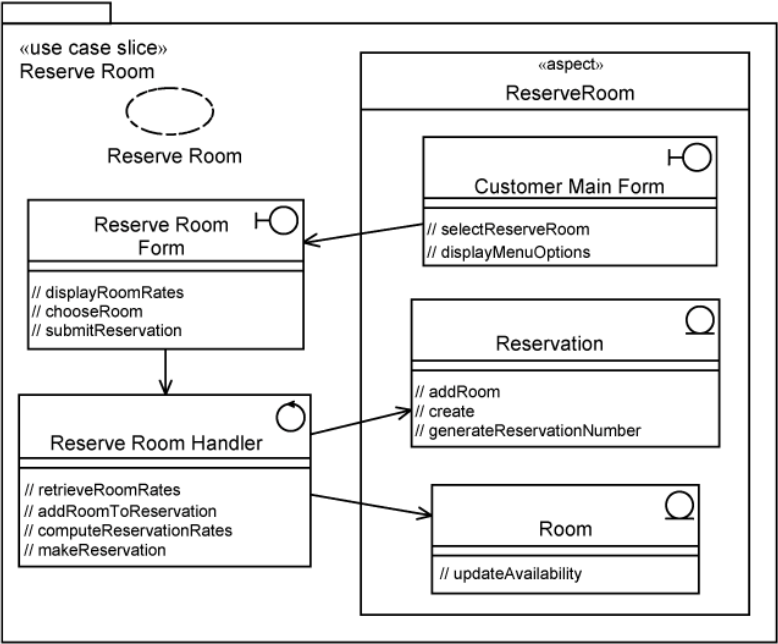 «use case slice»
Reserve Room
Reserve Room
«aspect»
ReserveRoom
Customer Main Form
// selectReserveRoom
// displayMenuOptions
Reserve Room
Form
// displayRoomRates
// chooseRoom
// submitReservation
Reservation
// addRoom
// create
// generateReservationNumber
Reserve Room Handler
// retrieveRoomRates
// addRoomToReservation
// computeReservationRates
// makeReservation
Room
// updateAvailability